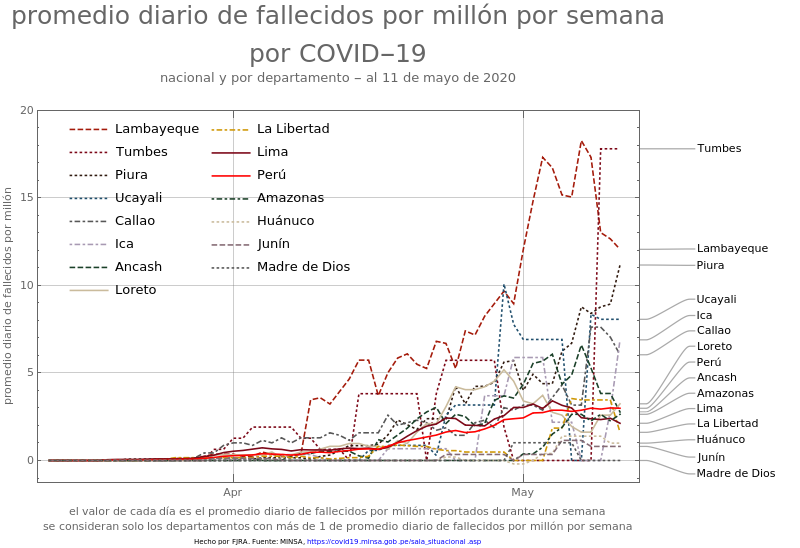 promedio diario de fallecidos por millón por semana
por COVID−19
nacional y por departamento − al 11 de mayo de 2020
promedio diario de fallecidos por millón
20
15
10
5
0
Apr
May
Lambayeque
Tumbes
Piura
Ucayali
Callao
Ica
Ancash
Loreto
La Libertad
Lima
Perú
Amazonas
Huánuco
Junín
Madre de Dios
Tumbes
Lambayeque
Piura
Ucayali
Ica
Callao
Loreto
Perú
Ancash
Amazonas
Lima
La Libertad
Huánuco
Junín
Madre de Dios
el valor de cada día es el promedio diario de fallecidos por millón reportados durante una semana
se consideran solo los departamentos con más de 1 de promedio diario de fallecidos por millón por semana
Hecho por FJRA. Fuente: MINSA, https://covid19.minsa.gob.pe/sala_situacional.asp